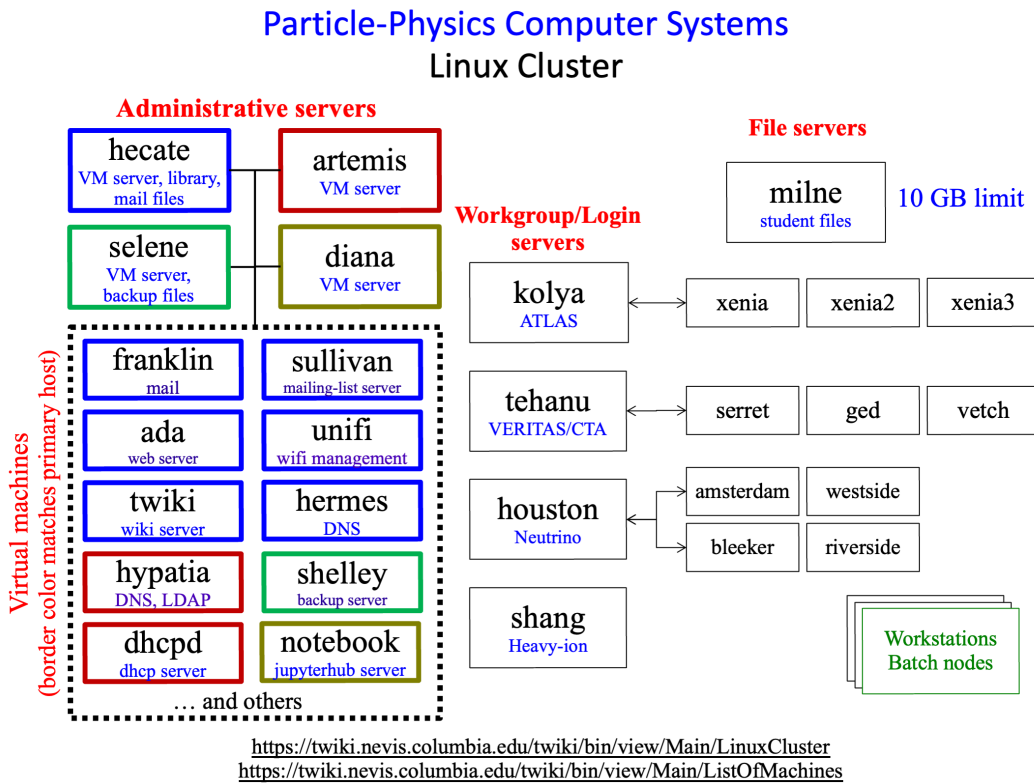 Particle-Physics Computer Systems
Linux Cluster
Administrative servers
hecate
VM server, library,
mail files
artemis
VM server
selene
VM server,
backup files
diana
VM server
Virtual machines
(border color matches primary host)
franklin
mail
sullivan
mailing-list server
ada
web server
unifi
wifi management
twiki
wiki server
hermes
DNS
hypatia
DNS, LDAP
shelley
backup server
dhcpd
dhcp server
notebook
jupyterhub server
… and others
Workgroup/Login
servers
kolya
ATLAS
tehanu
VERITAS/CTA
houston
Neutrino
shang
Heavy-ion
File servers
milne
student files
10 GB limit
xenia
xenia2
xenia3
serret
ged
vetch
amsterdam
westside
bleeker
riverside
Workstations
Batch nodes
https://twiki.nevis.columbia.edu/twiki/bin/view/Main/LinuxCluster
https://twiki.nevis.columbia.edu/twiki/bin/view/Main/ListOfMachines